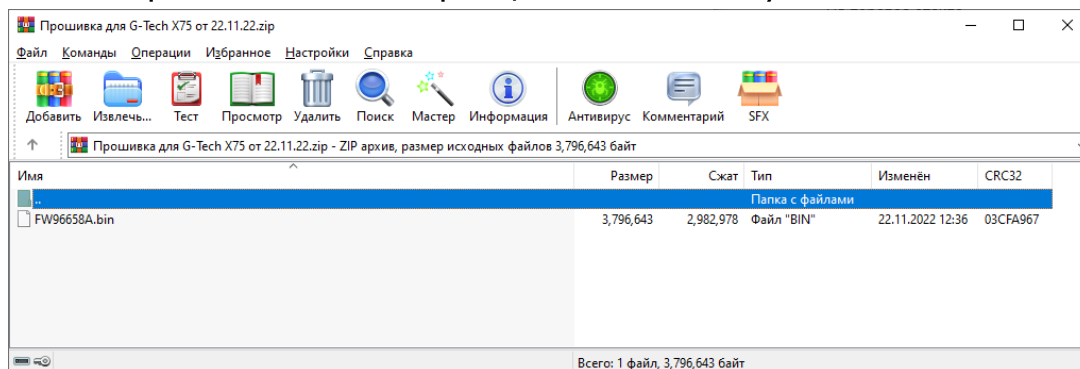 Прошивка для G-Tech X75 от 22.11.22.zip
Файл Команды Операции Избранное Настройки Справка
Добавить Извлечь... Тест Просмотр Удалить Поиск Мастер Информация Антивирус Комментарий SFX
Прошивка для G-Tech X75 от 22.11.22.zip - ZIP архив, размер исходных файлов 3,796,643 байт
Имя Размер Сжат Тип Изменён CRC32
.. Папка с файлами
FW96658A.bin 3,796,643 2,982,978 Файл "BIN" 22.11.2022 12:36 03CFA967
Всего: 1 файл, 3,796,643 байт